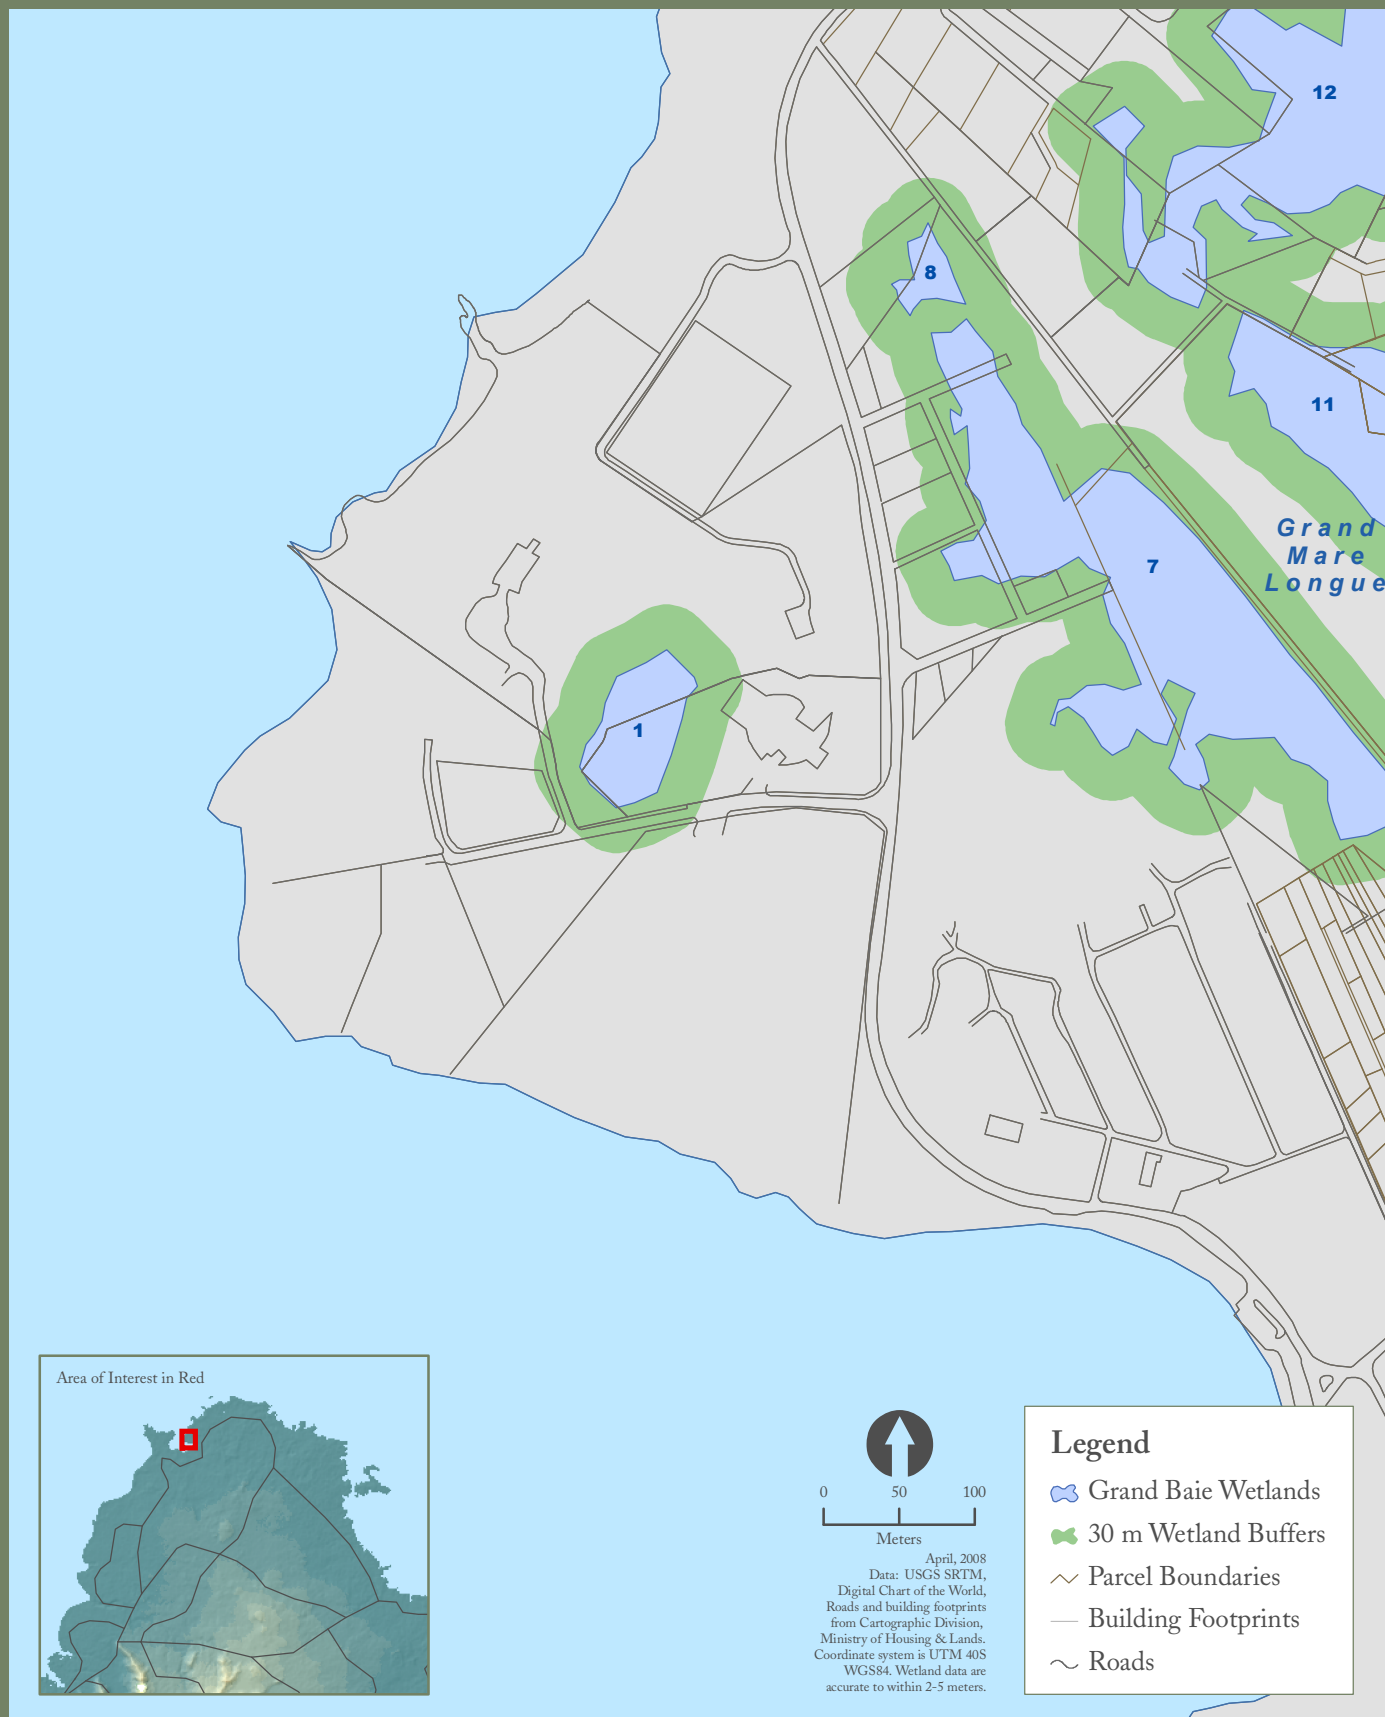 12
8
11
Grand
Mare
Longue
7
1
Area of Interest in Red
0 50 100
Meters
April, 2008
Data: USGS SRTM,
Digital Chart of the World,
Roads and building footprints
from Cartographic Division,
Ministry of Housing & Lands.
Coordinate system is UTM 40S
WGS84. Wetland data are
accurate to within 2-5 meters.
Legend
Grand Baie Wetlands
30 m Wetland Buffers
Parcel Boundaries
Building Footprints
Roads